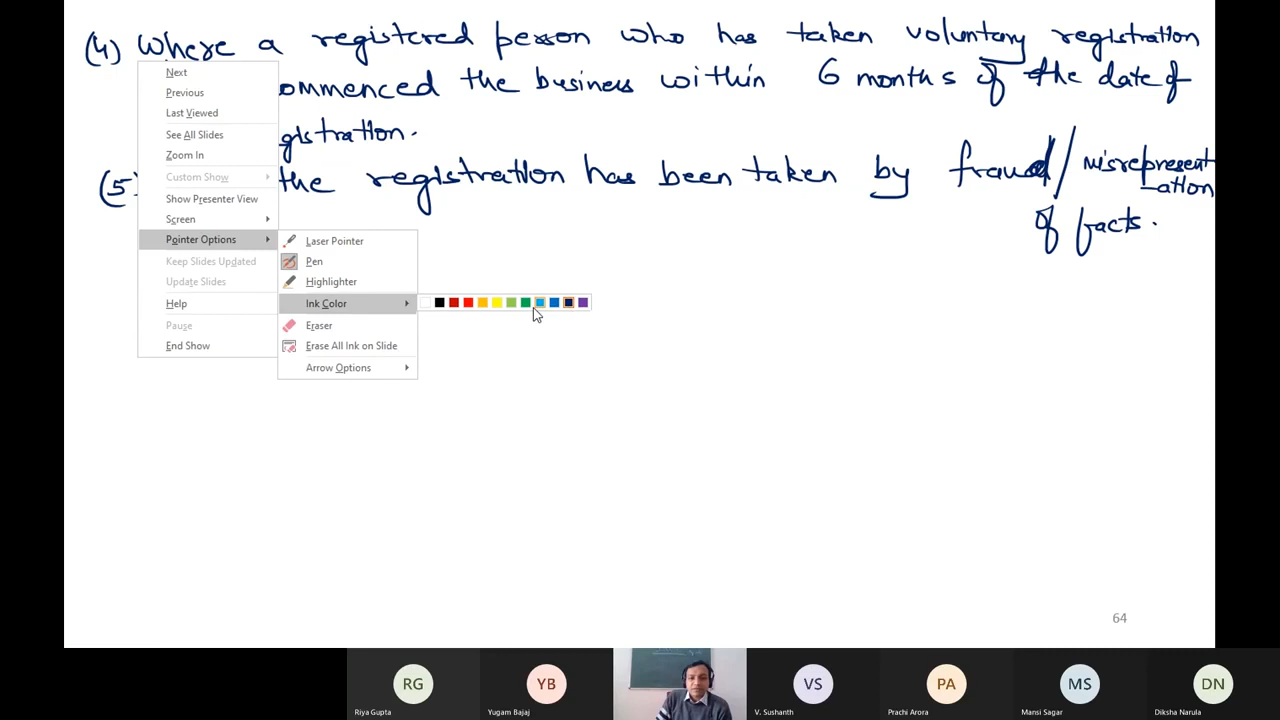 (4) Where a registered person who has taken voluntary registration
ommenced the business within 6 months of the date of
gistration.
(5) the registration has been taken by fraud / misrepresent
-ation
of facts.
Next
Previous
Last Viewed
See All Slides
Zoom In
Custom Show
Show Presenter View
Screen
Pointer Options
Keep Slides Updated
Update Slides
Help
Pause
End Show
Laser Pointer
Pen
Highlighter
Ink Color
Eraser
Erase All Ink on Slide
Arrow Options
64
RG YB VS PA MS DN
Riya Gupta Yugam Bajaj V. Sushanth Prachi Arora Mansi Sagar Diksha Narula